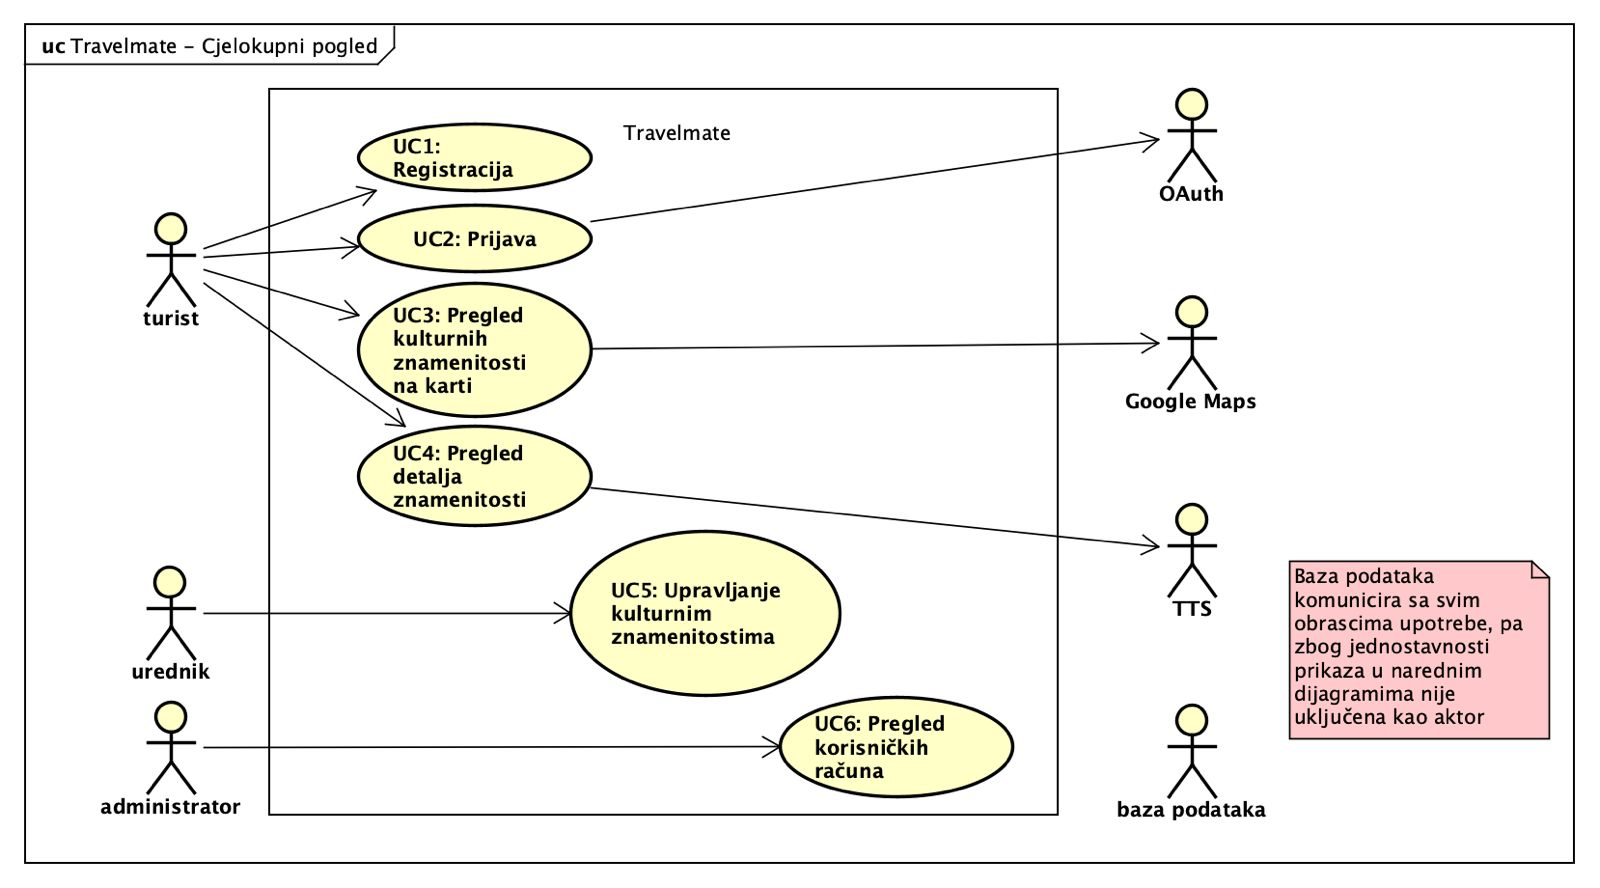 uc Travelmate – Cjelokupni pogled
Travelmate
UC1:
Registracija
UC2: Prijava
UC3: Pregled
kulturnih
znamenitosti
na karti
UC4: Pregled
detalja
znamenitosti
UC5: Upravljanje
kulturnim
znamenitostima
UC6: Pregled
korisničkih
računa
turist
urednik
administrator
OAuth
Google Maps
TTS
baza podataka
Baza podataka
komunicira sa svim
obrascima upotrebe, pa
zbog jednostavnosti
prikaza u narednim
dijagramima nije
uključena kao aktor